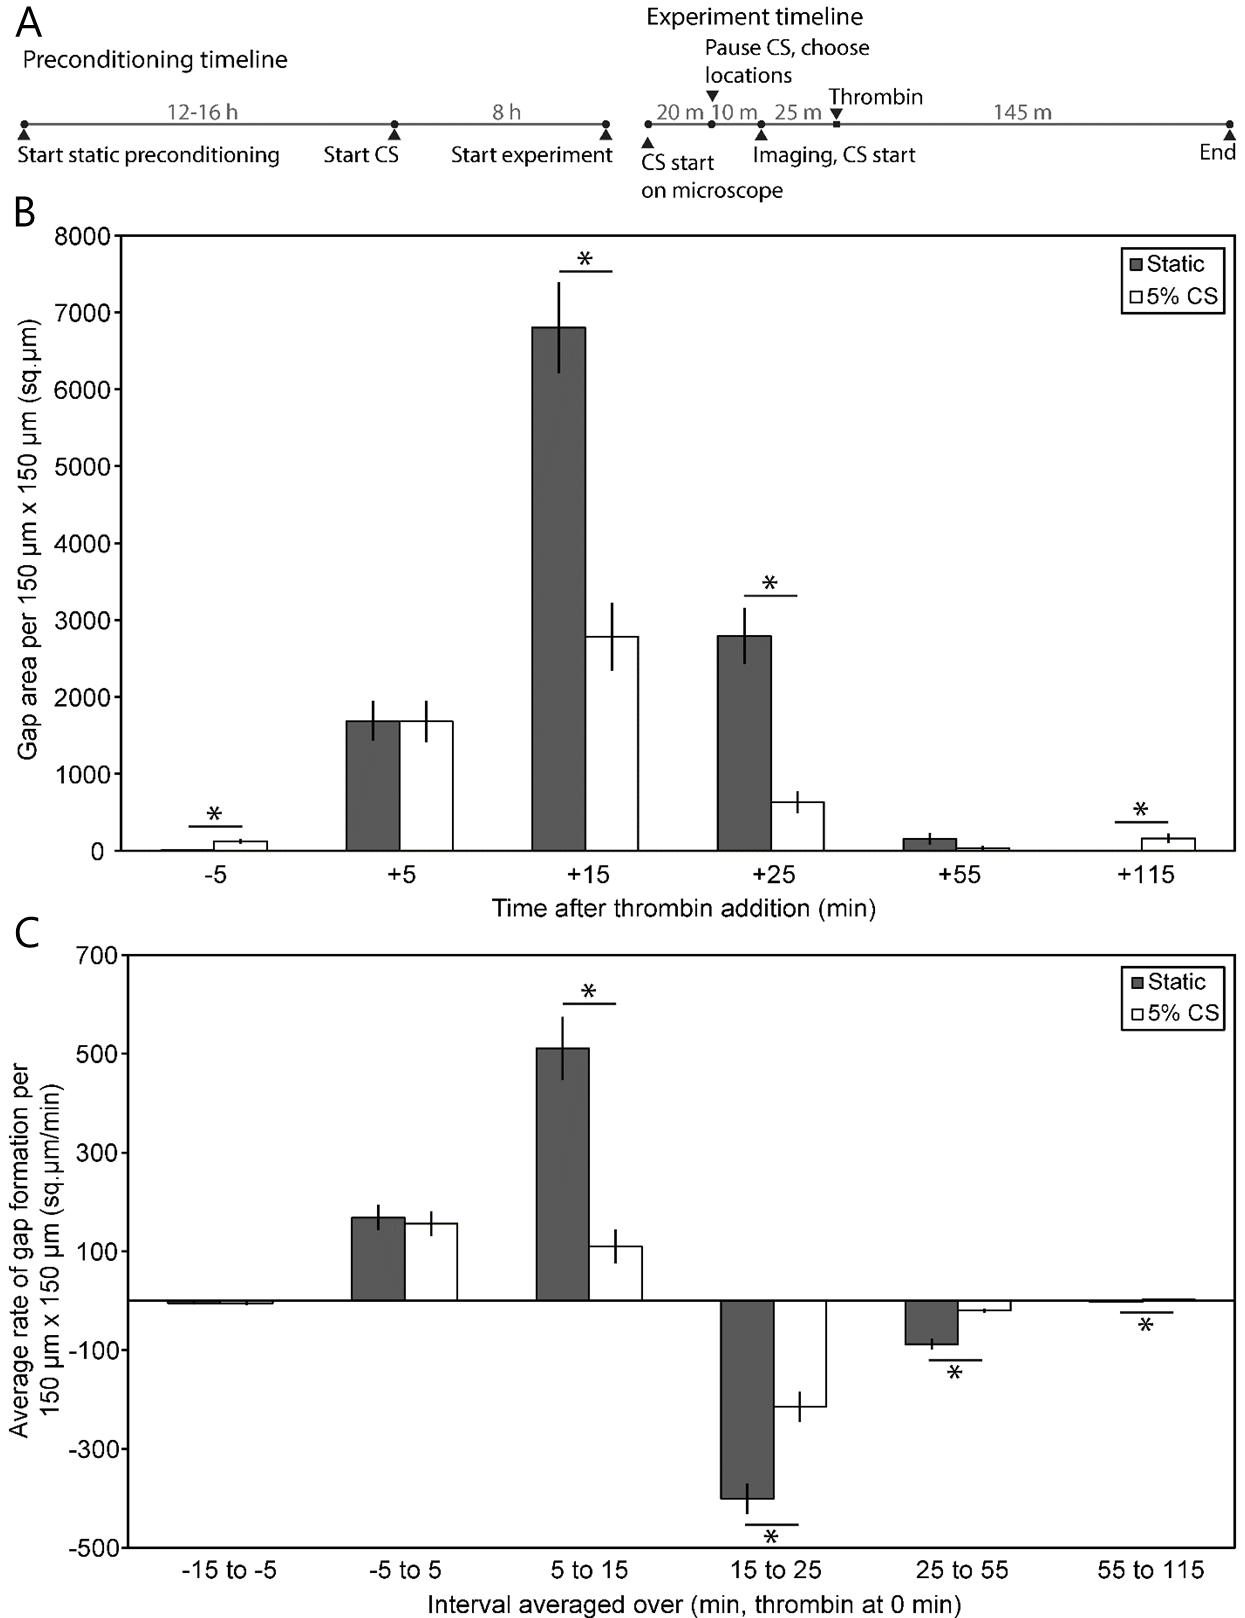 A
Preconditioning timeline
12-16 h
8 h
Start static preconditioning
Start CS
Start experiment
Experiment timeline
Pause CS, choose
locations
Thrombin
20 m
10 m
25 m
145 m
CS start
on microscope
Imaging, CS start
End
B
Gap area per 150 µm x 150 µm (sq.µm)
8000
7000
6000
5000
4000
3000
2000
1000
0
*
*
*
*
Static
5% CS
-5
+5
+15
+25
+55
+115
Time after thrombin addition (min)
C
Average rate of gap formation per
150 µm x 150 µm (sq.µm/min)
700
500
300
100
-100
-300
-500
*
*
*
*
Static
5% CS
-15 to -5
-5 to 5
5 to 15
15 to 25
25 to 55
55 to 115
Interval averaged over (min, thrombin at 0 min)